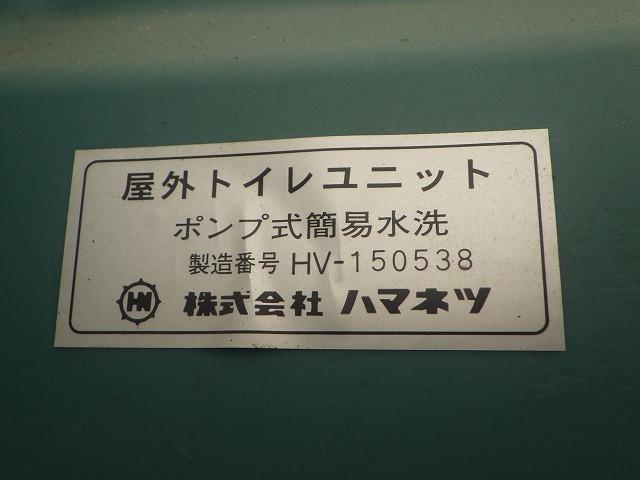 屋外トイレユニット
ポンプ式簡易水洗
製造番号 HV-150538
HN 株式会社 ハマネツ